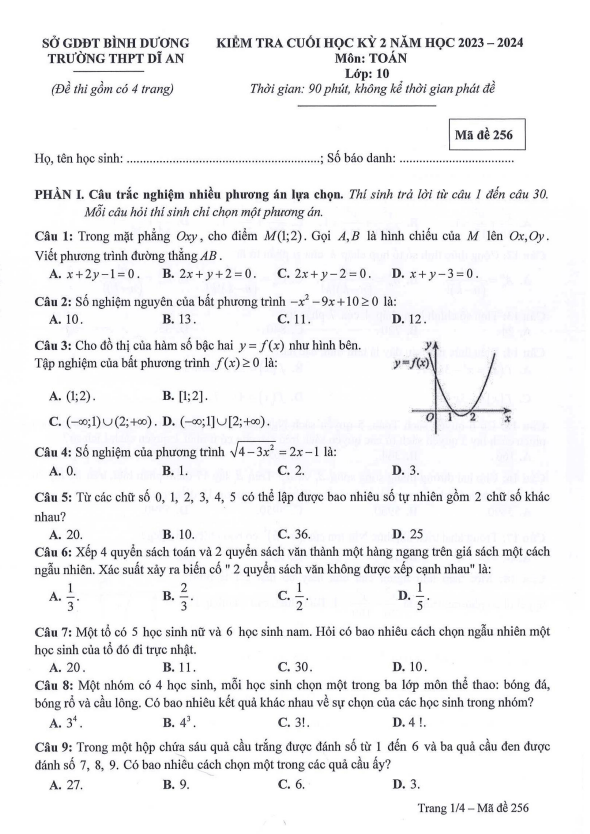 SỞ GDĐT BÌNH DƯƠNG
TRƯỜNG THPT DĨ AN
(Đề thi gồm có 4 trang)
KIỂM TRA CUỐI HỌC KỲ 2 NĂM HỌC 2023 – 2024
Môn: TOÁN
Lớp: 10
Thời gian: 90 phút, không kể thời gian phát đề
Mã đề 256
Họ, tên học sinh: ....................................................; Số báo danh: ...................................
PHẦN I. Câu trắc nghiệm nhiều phương án lựa chọn. Thí sinh trả lời từ câu 1 đến câu 30.
Mỗi câu hỏi thí sinh chỉ chọn một phương án.
Câu 1: Trong mặt phẳng Oxy, cho điểm M(1;2). Gọi A, B là hình chiếu của M lên Ox, Oy.
Viết phương trình đường thẳng AB.
A. x+2y−1=0. B. 2x+y+2=0. C. 2x+y−2=0. D. x+y−3=0.
Câu 2: Số nghiệm nguyên của bất phương trình −x²−9x+10≥0 là:
A. 10. B. 13. C. 11. D. 12.
Câu 3: Cho đồ thị của hàm số bậc hai y=f(x) như hình bên.
Tập nghiệm của bất phương trình f(x)≥0 là:
A. (1;2). B. [1;2].
C. (−∞;1)∪(2;+∞). D. (−∞;1]∪[2;+∞).
y
y=f(x)
O 1 2 x
Câu 4: Số nghiệm của phương trình √(4−3x²)=2x−1 là:
A. 0. B. 1. C. 2. D. 3.
Câu 5: Từ các chữ số 0, 1, 2, 3, 4, 5 có thể lập được bao nhiêu số tự nhiên gồm 2 chữ số khác
nhau?
A. 20. B. 10. C. 36. D. 25
Câu 6: Xếp 4 quyển sách toán và 2 quyển sách văn thành một hàng ngang trên giá sách một cách
ngẫu nhiên. Xác suất xảy ra biến cố " 2 quyển sách văn không được xếp cạnh nhau" là:
A. 1/3. B. 2/3. C. 1/2. D. 1/5.
Câu 7: Một tổ có 5 học sinh nữ và 6 học sinh nam. Hỏi có bao nhiêu cách chọn ngẫu nhiên một
học sinh của tổ đó đi trực nhật.
A. 20. B. 11. C. 30. D. 10.
Câu 8: Một nhóm có 4 học sinh, mỗi học sinh chọn một trong ba lớp môn thể thao: bóng đá,
bóng rổ và cầu lông. Có bao nhiêu kết quả khác nhau về sự chọn của các học sinh trong nhóm?
A. 3⁴. B. 4³. C. 3!. D. 4 !.
Câu 9: Trong một hộp chứa sáu quả cầu trắng được đánh số từ 1 đến 6 và ba quả cầu đen được
đánh số 7, 8, 9. Có bao nhiêu cách chọn một trong các quả cầu ấy?
A. 27. B. 9. C. 6. D. 3.
Trang 1/4 – Mã đề 256